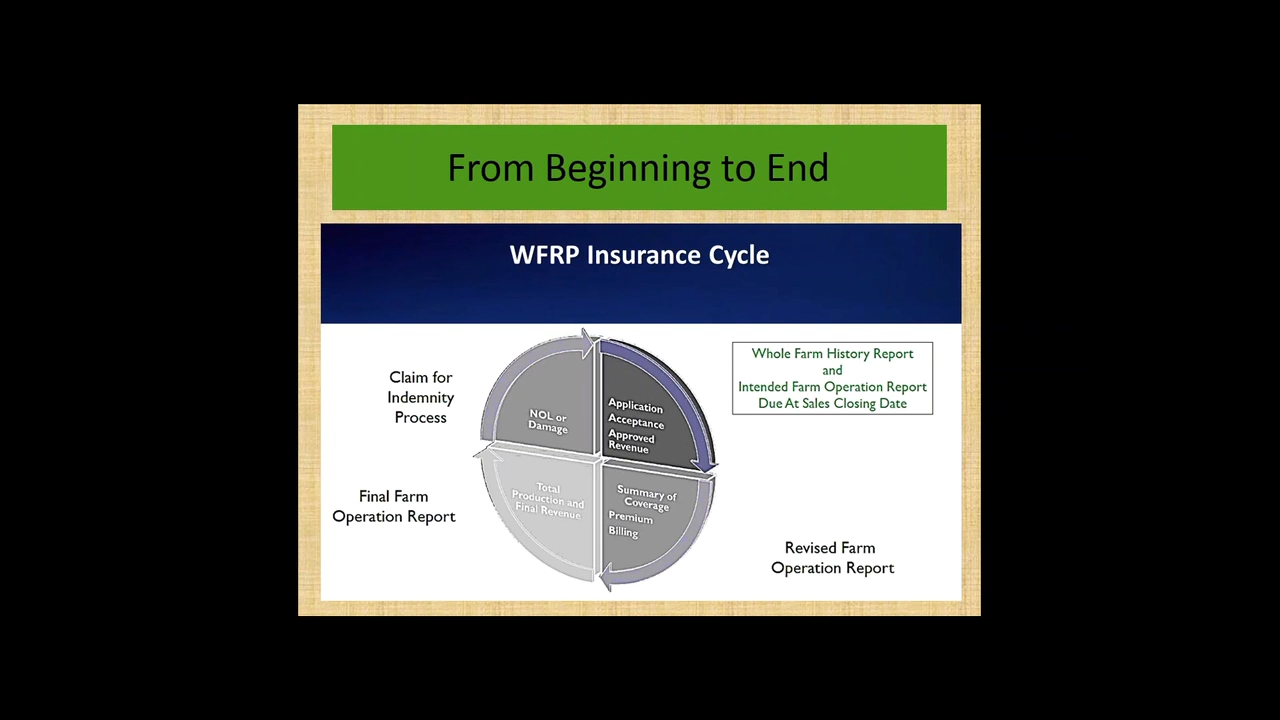 From Beginning to End
WFRP Insurance Cycle
Claim for
Indemnity
Process
NOL or
Damage
Application
Acceptance
Approved
Revenue
Whole Farm History Report
and
Intended Farm Operation Report
Due At Sales Closing Date
Final Farm
Operation Report
Total
Production and
Final Revenue
Summary of
Coverage
Premium
Billing
Revised Farm
Operation Report